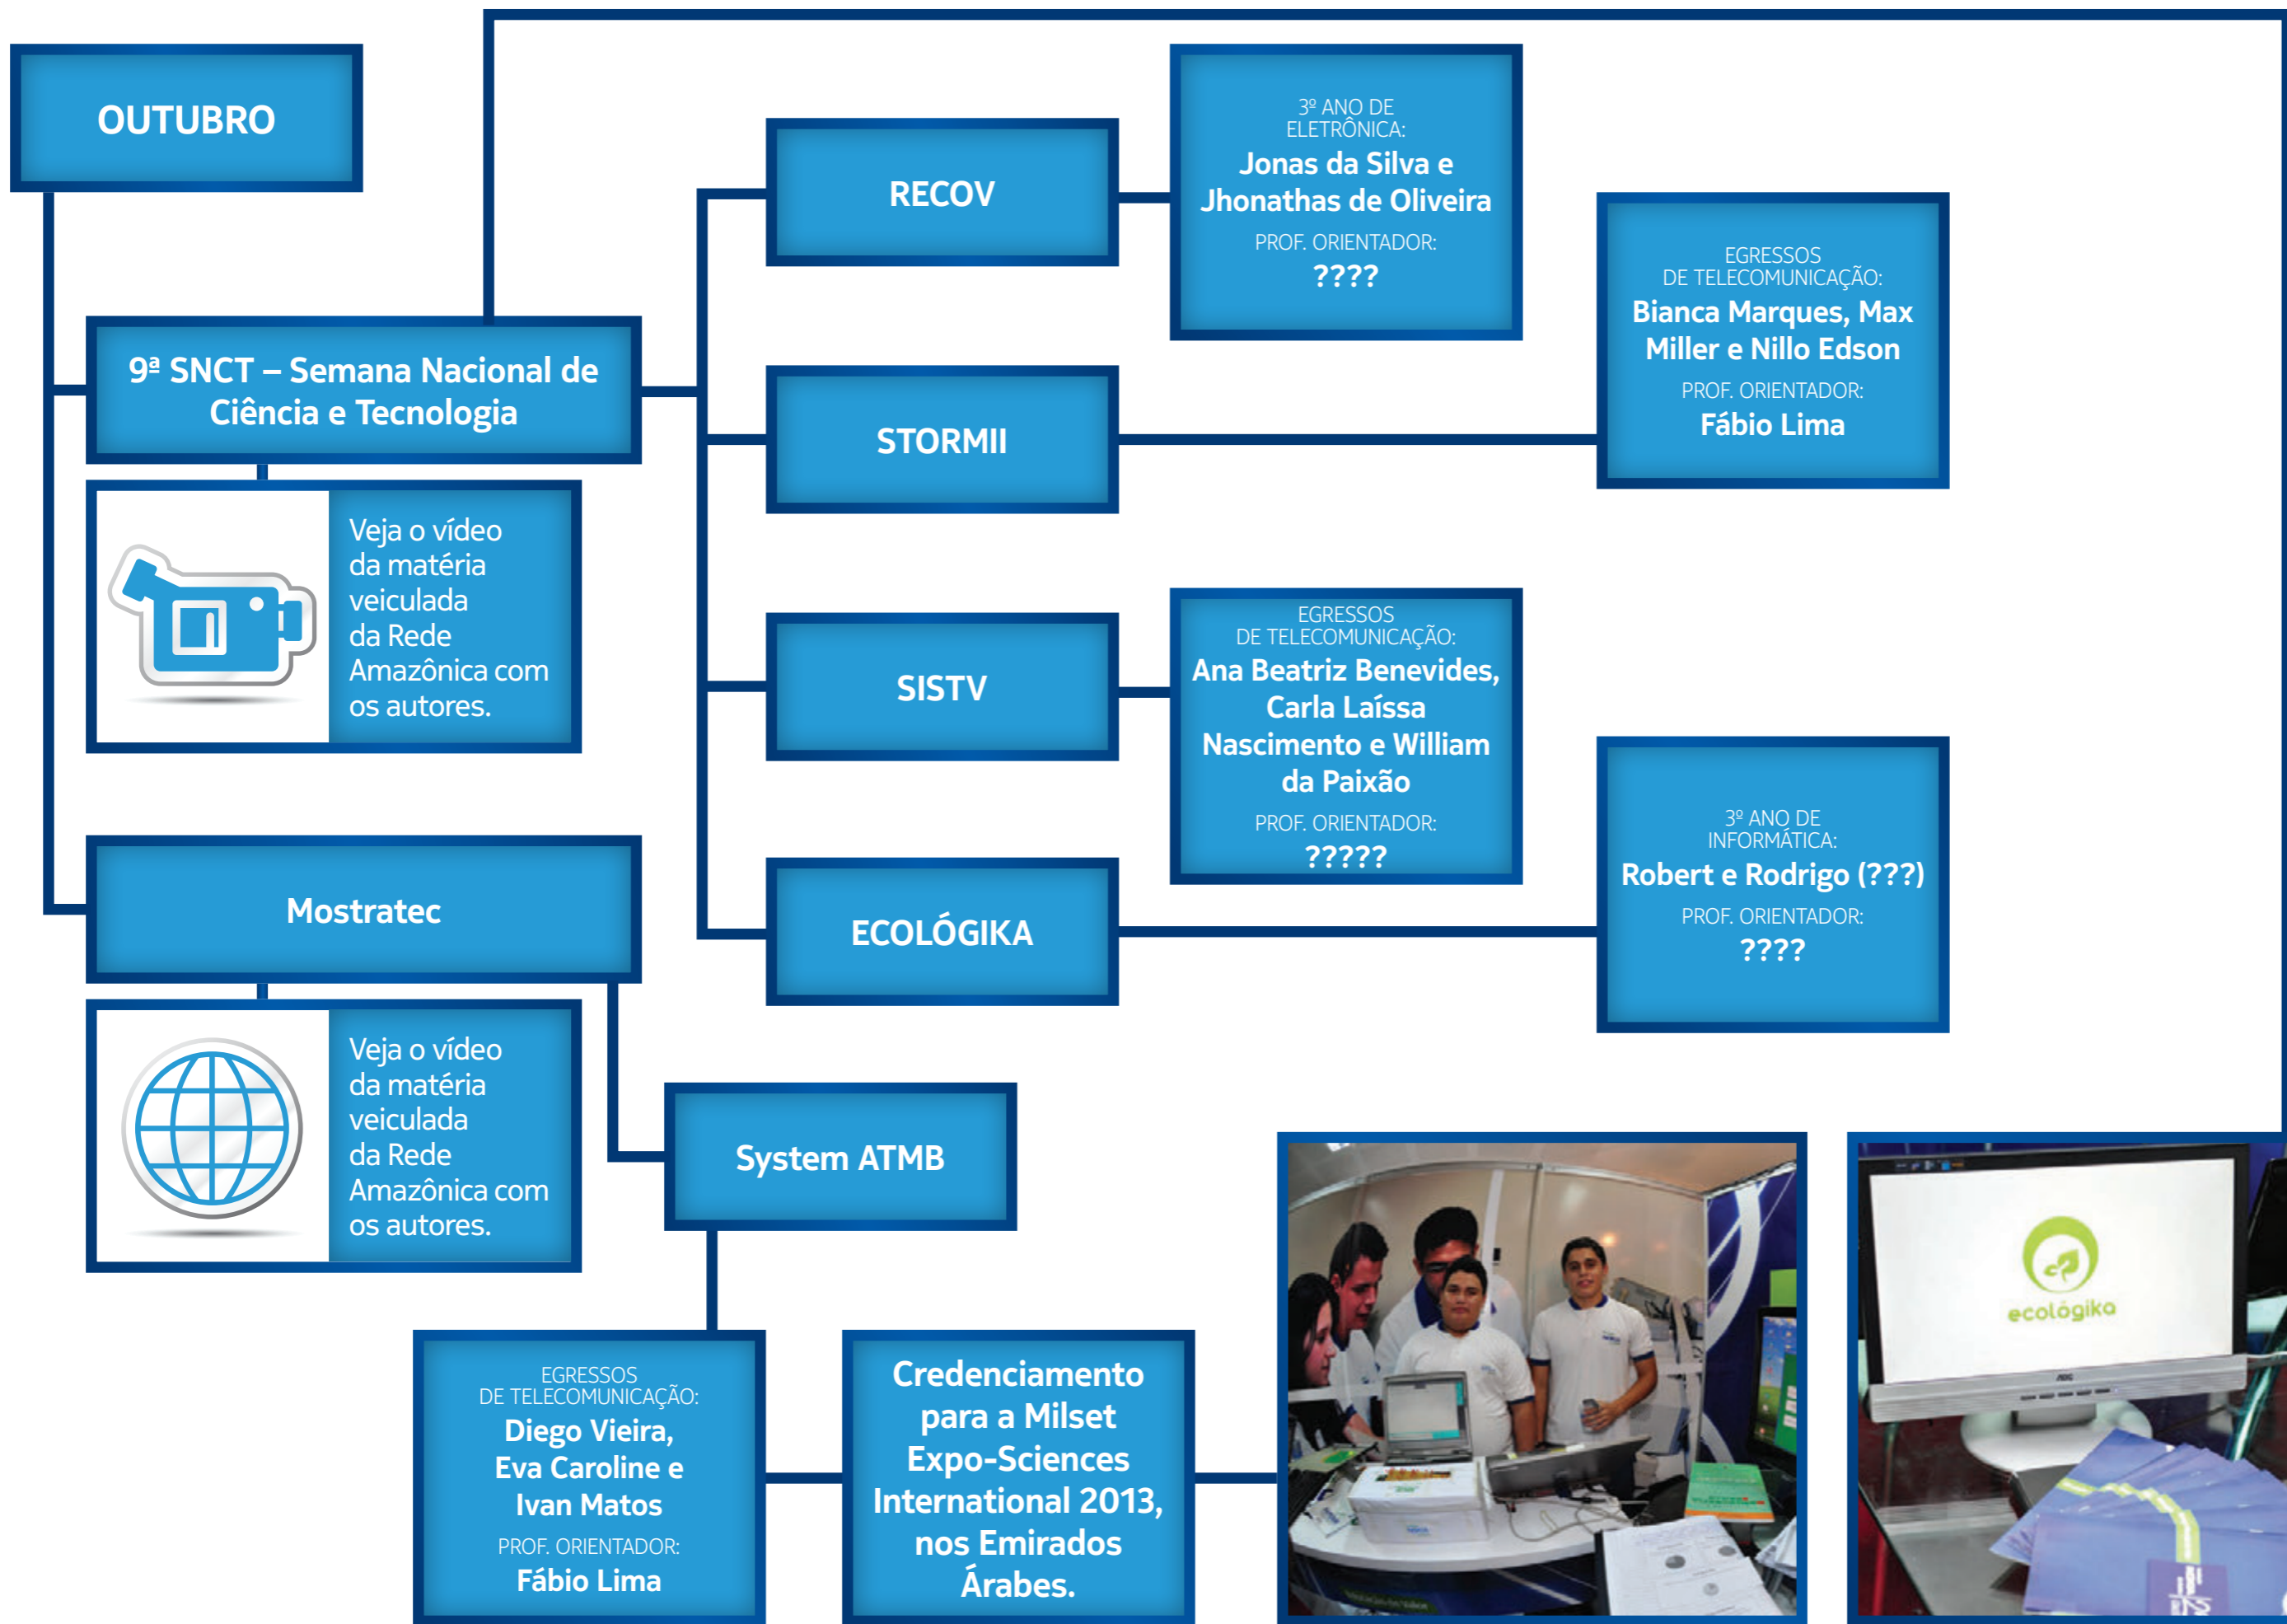 OUTUBRO
9ª SNCT – Semana Nacional de
Ciência e Tecnologia
Veja o vídeo
da matéria
veiculada
da Rede
Amazônica com
os autores.
RECOV
3º ANO DE
ELETRÔNICA:
Jonas da Silva e
Jhonathas de Oliveira
PROF. ORIENTADOR:
????
STORMII
EGRESSOS
DE TELECOMUNICAÇÃO:
Bianca Marques, Max
Miller e Nillo Edson
PROF. ORIENTADOR:
Fábio Lima
SISTV
EGRESSOS
DE TELECOMUNICAÇÃO:
Ana Beatriz Benevides,
Carla Laíssa
Nascimento e William
da Paixão
PROF. ORIENTADOR:
?????
ECOLÓGIKA
3º ANO DE
INFORMÁTICA:
Robert e Rodrigo (???)
PROF. ORIENTADOR:
????
Mostratec
Veja o vídeo
da matéria
veiculada
da Rede
Amazônica com
os autores.
System ATMB
EGRESSOS
DE TELECOMUNICAÇÃO:
Diego Vieira,
Eva Caroline e
Ivan Matos
PROF. ORIENTADOR:
Fábio Lima
Credenciamento
para a Milset
Expo-Sciences
International 2013,
nos Emirados
Árabes.
ecológika
AOC